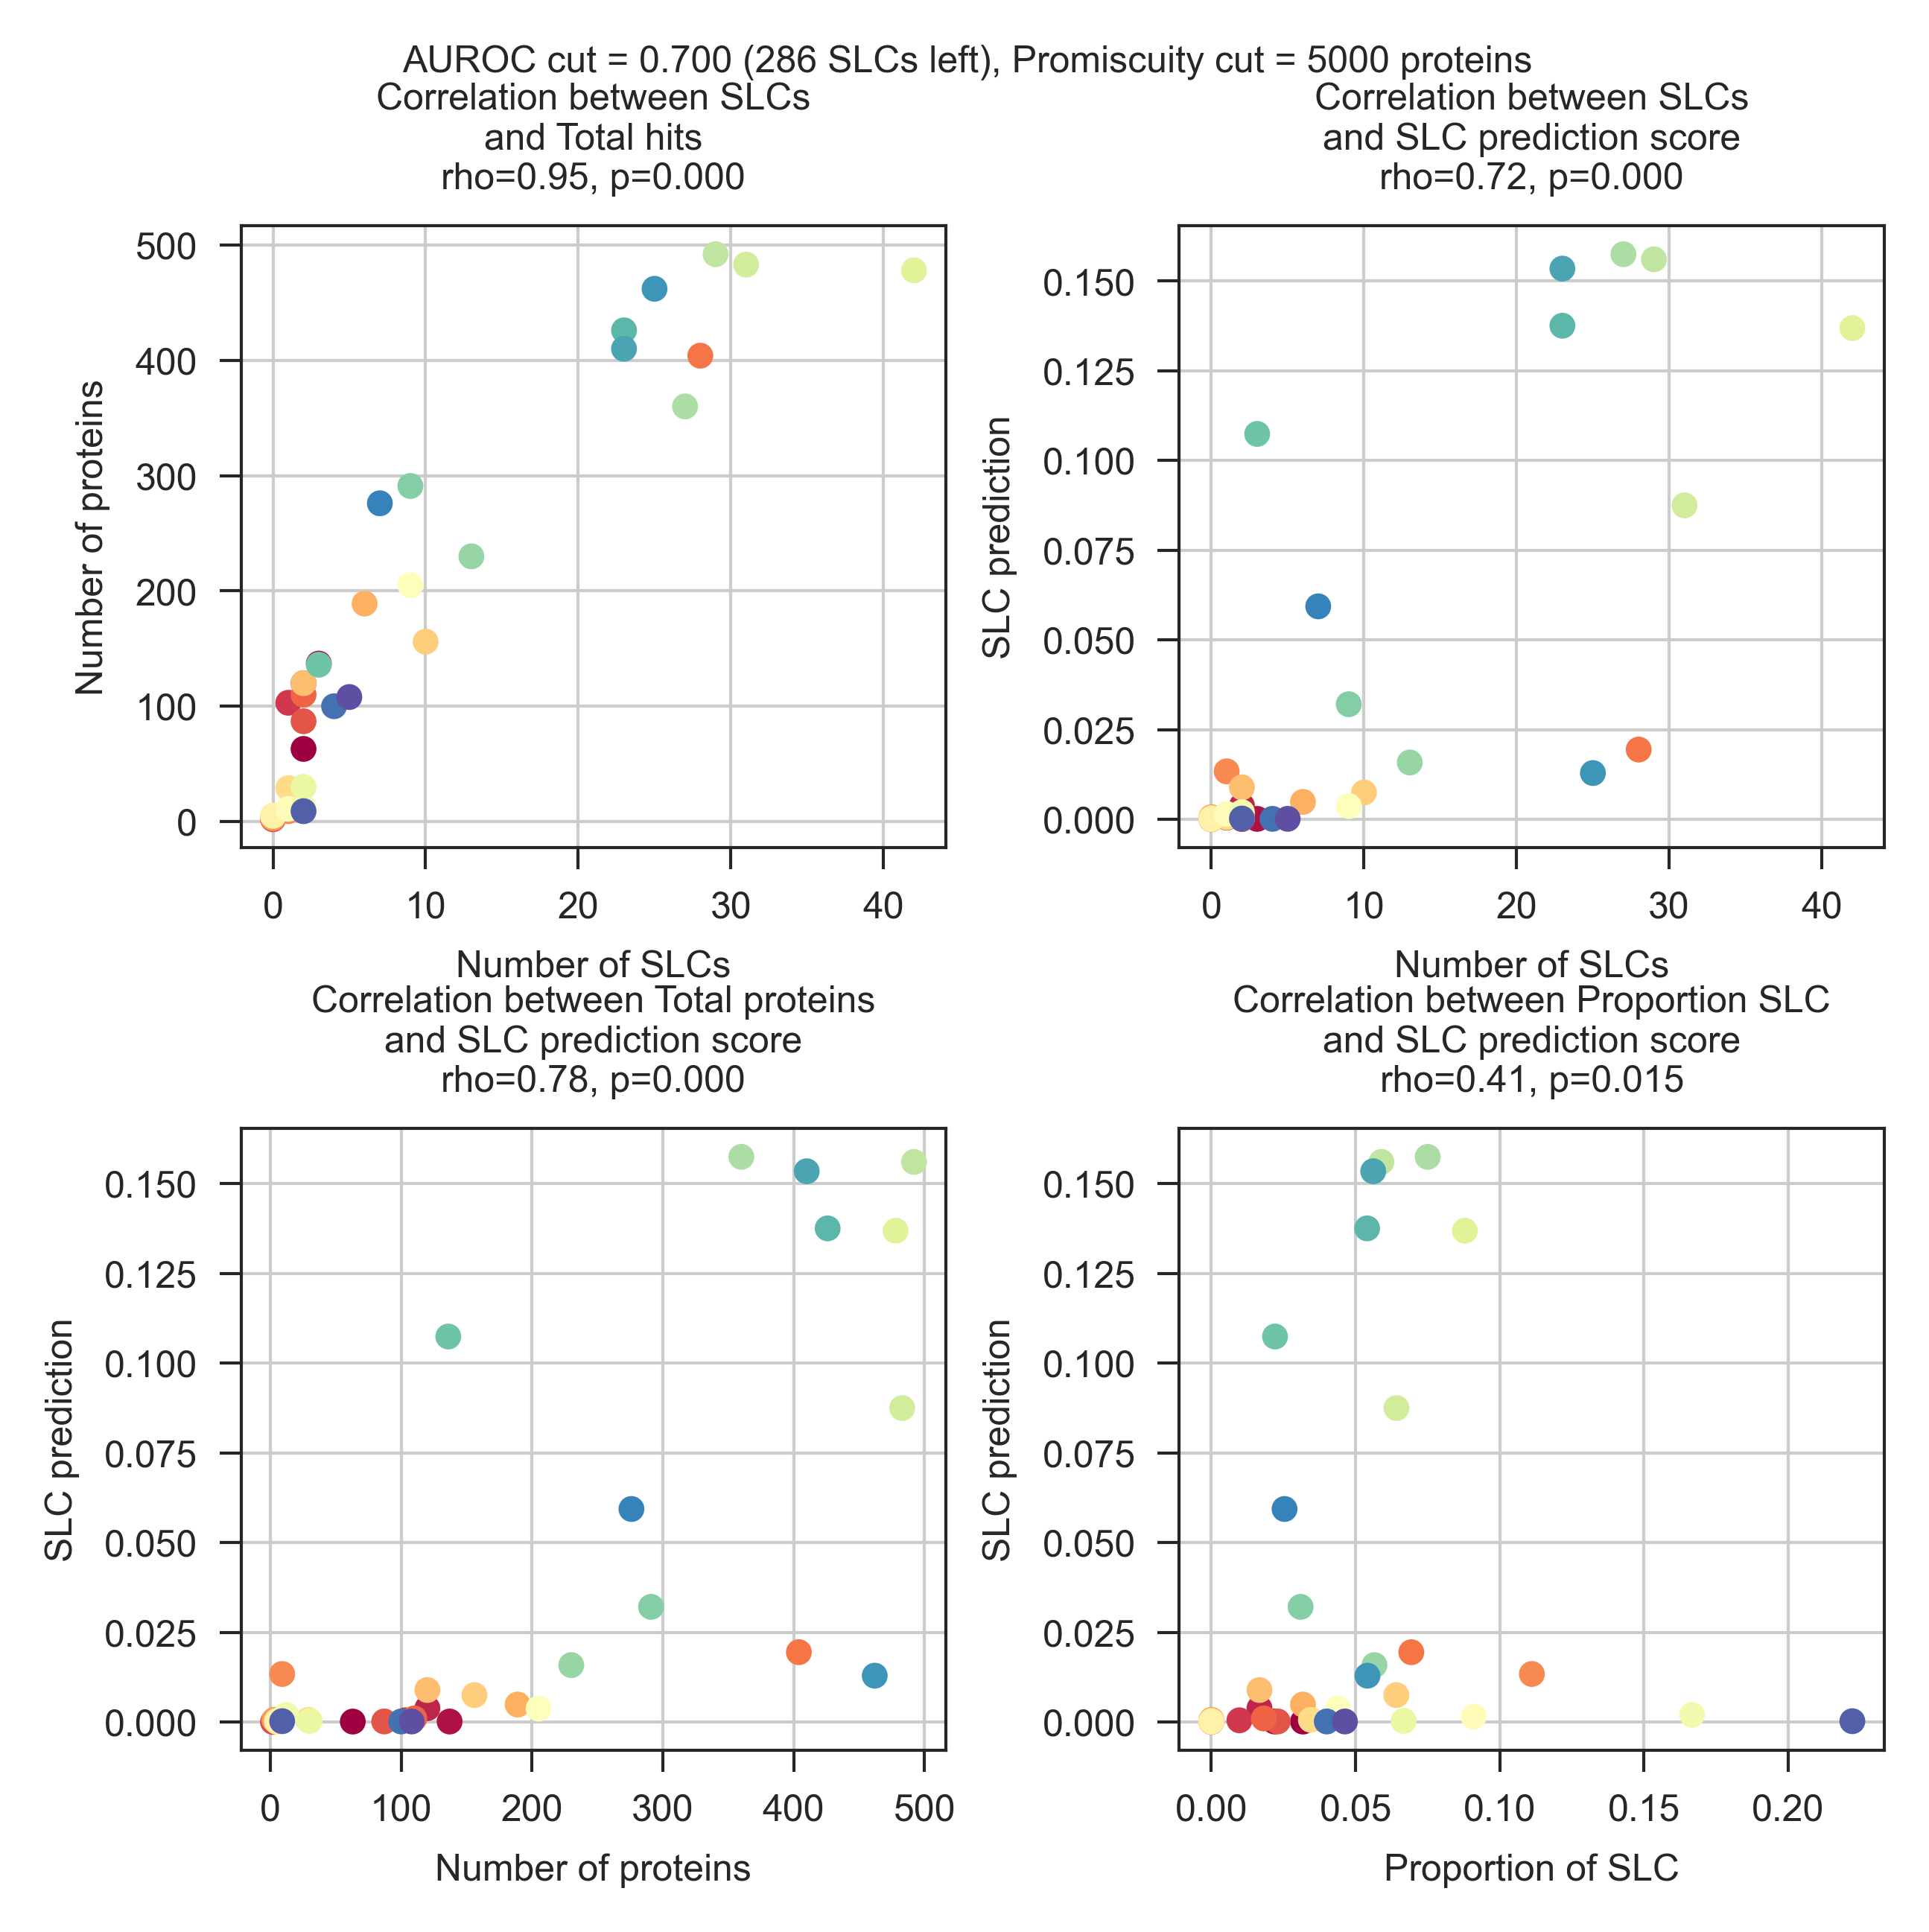 AUROC cut = 0.700 (286 SLCs left), Promiscuity cut = 5000 proteins
Correlation between SLCs
and Total hits
rho=0.95, p=0.000
500
400
300
200
100
0
Number of proteins
0 10 20 30 40
Number of SLCs
Correlation between SLCs
and SLC prediction score
rho=0.72, p=0.000
0.150
0.125
0.100
0.075
0.050
0.025
0.000
SLC prediction
0 10 20 30 40
Number of SLCs
Correlation between Total proteins
and SLC prediction score
rho=0.78, p=0.000
0.150
0.125
0.100
0.075
0.050
0.025
0.000
SLC prediction
0 100 200 300 400 500
Number of proteins
Correlation between Proportion SLC
and SLC prediction score
rho=0.41, p=0.015
0.150
0.125
0.100
0.075
0.050
0.025
0.000
SLC prediction
0.00 0.05 0.10 0.15 0.20
Proportion of SLC